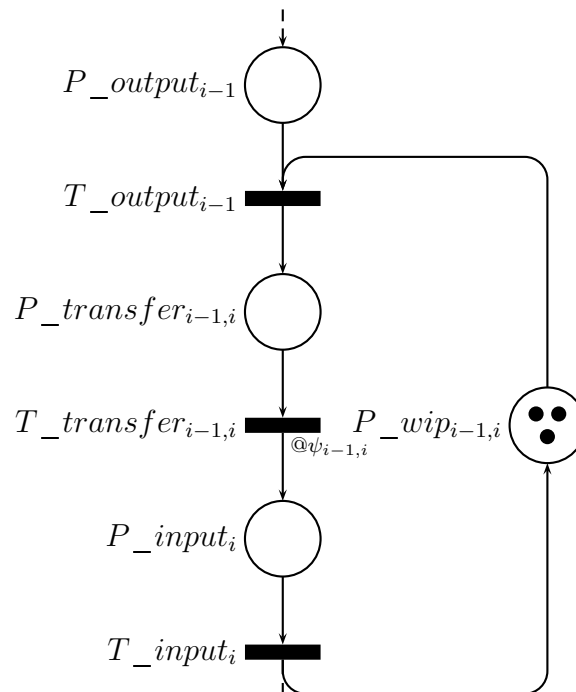 P_output_{i−1}
T_output_{i−1}
P_transfer_{i−1,i}
T_transfer_{i−1,i}
@ψ_{i−1,i}
P_wip_{i−1,i}
P_input_i
T_input_i